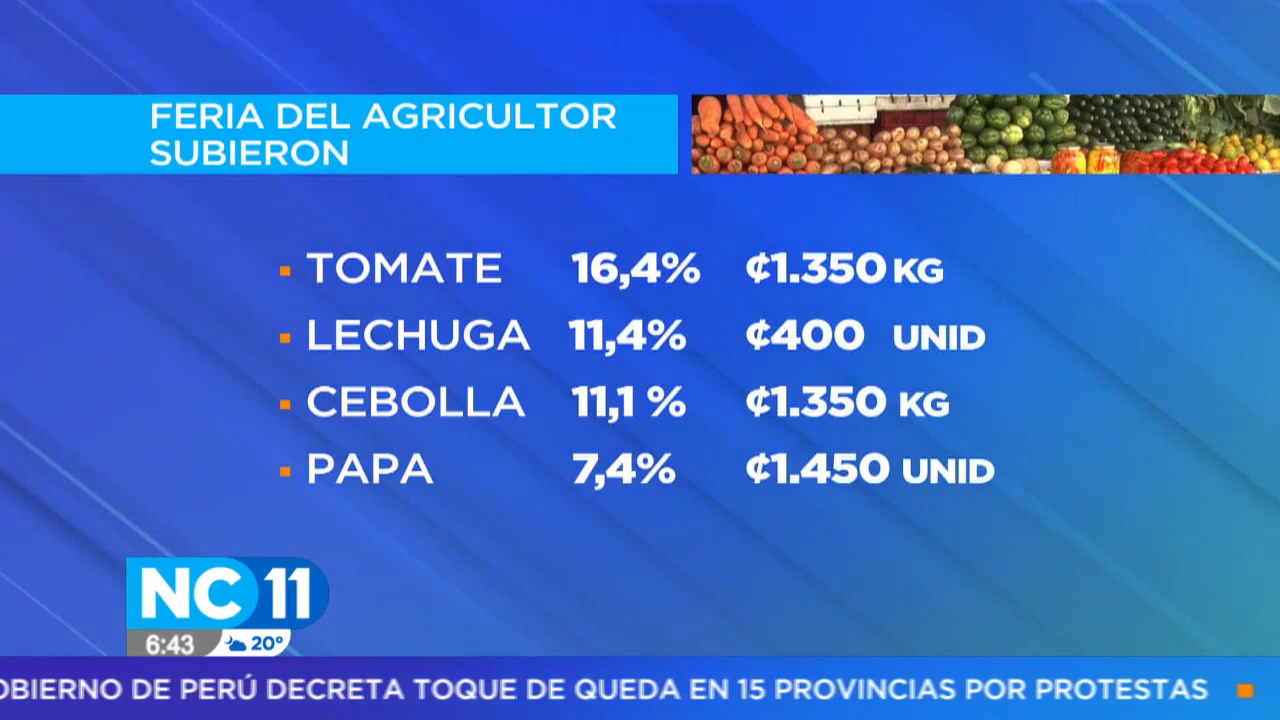 FERIA DEL AGRICULTOR
SUBIERON
TOMATE 16,4% ₡1.350 KG
LECHUGA 11,4% ₡400 UNID
CEBOLLA 11,1 % ₡1.350 KG
PAPA 7,4% ₡1.450 UNID
NC 11
6:43 20°
OBIERNO DE PERÚ DECRETA TOQUE DE QUEDA EN 15 PROVINCIAS POR PROTESTAS